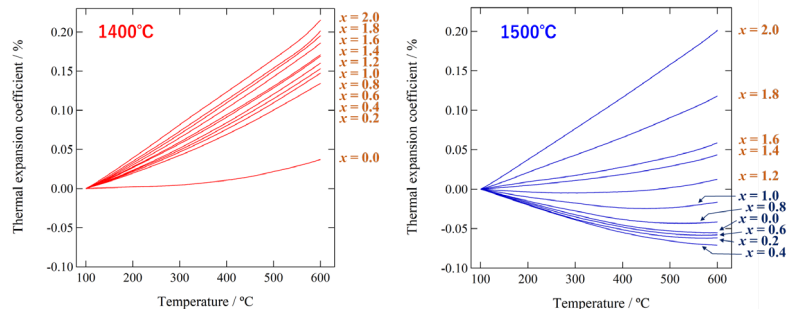 1400°C
Thermal expansion coefficient / %
0.20
0.15
0.10
0.05
0.00
-0.05
-0.10
100
200
300
400
500
600
Temperature / ºC
x = 2.0
x = 1.8
x = 1.6
x = 1.4
x = 1.2
x = 1.0
x = 0.8
x = 0.6
x = 0.4
x = 0.2
x = 0.0
1500°C
Thermal expansion coefficient / %
0.20
0.15
0.10
0.05
0.00
-0.05
-0.10
100
200
300
400
500
600
Temperature / ºC
x = 2.0
x = 1.8
x = 1.6
x = 1.4
x = 1.2
x = 1.0
x = 0.8
x = 0.0
x = 0.6
x = 0.2
x = 0.4